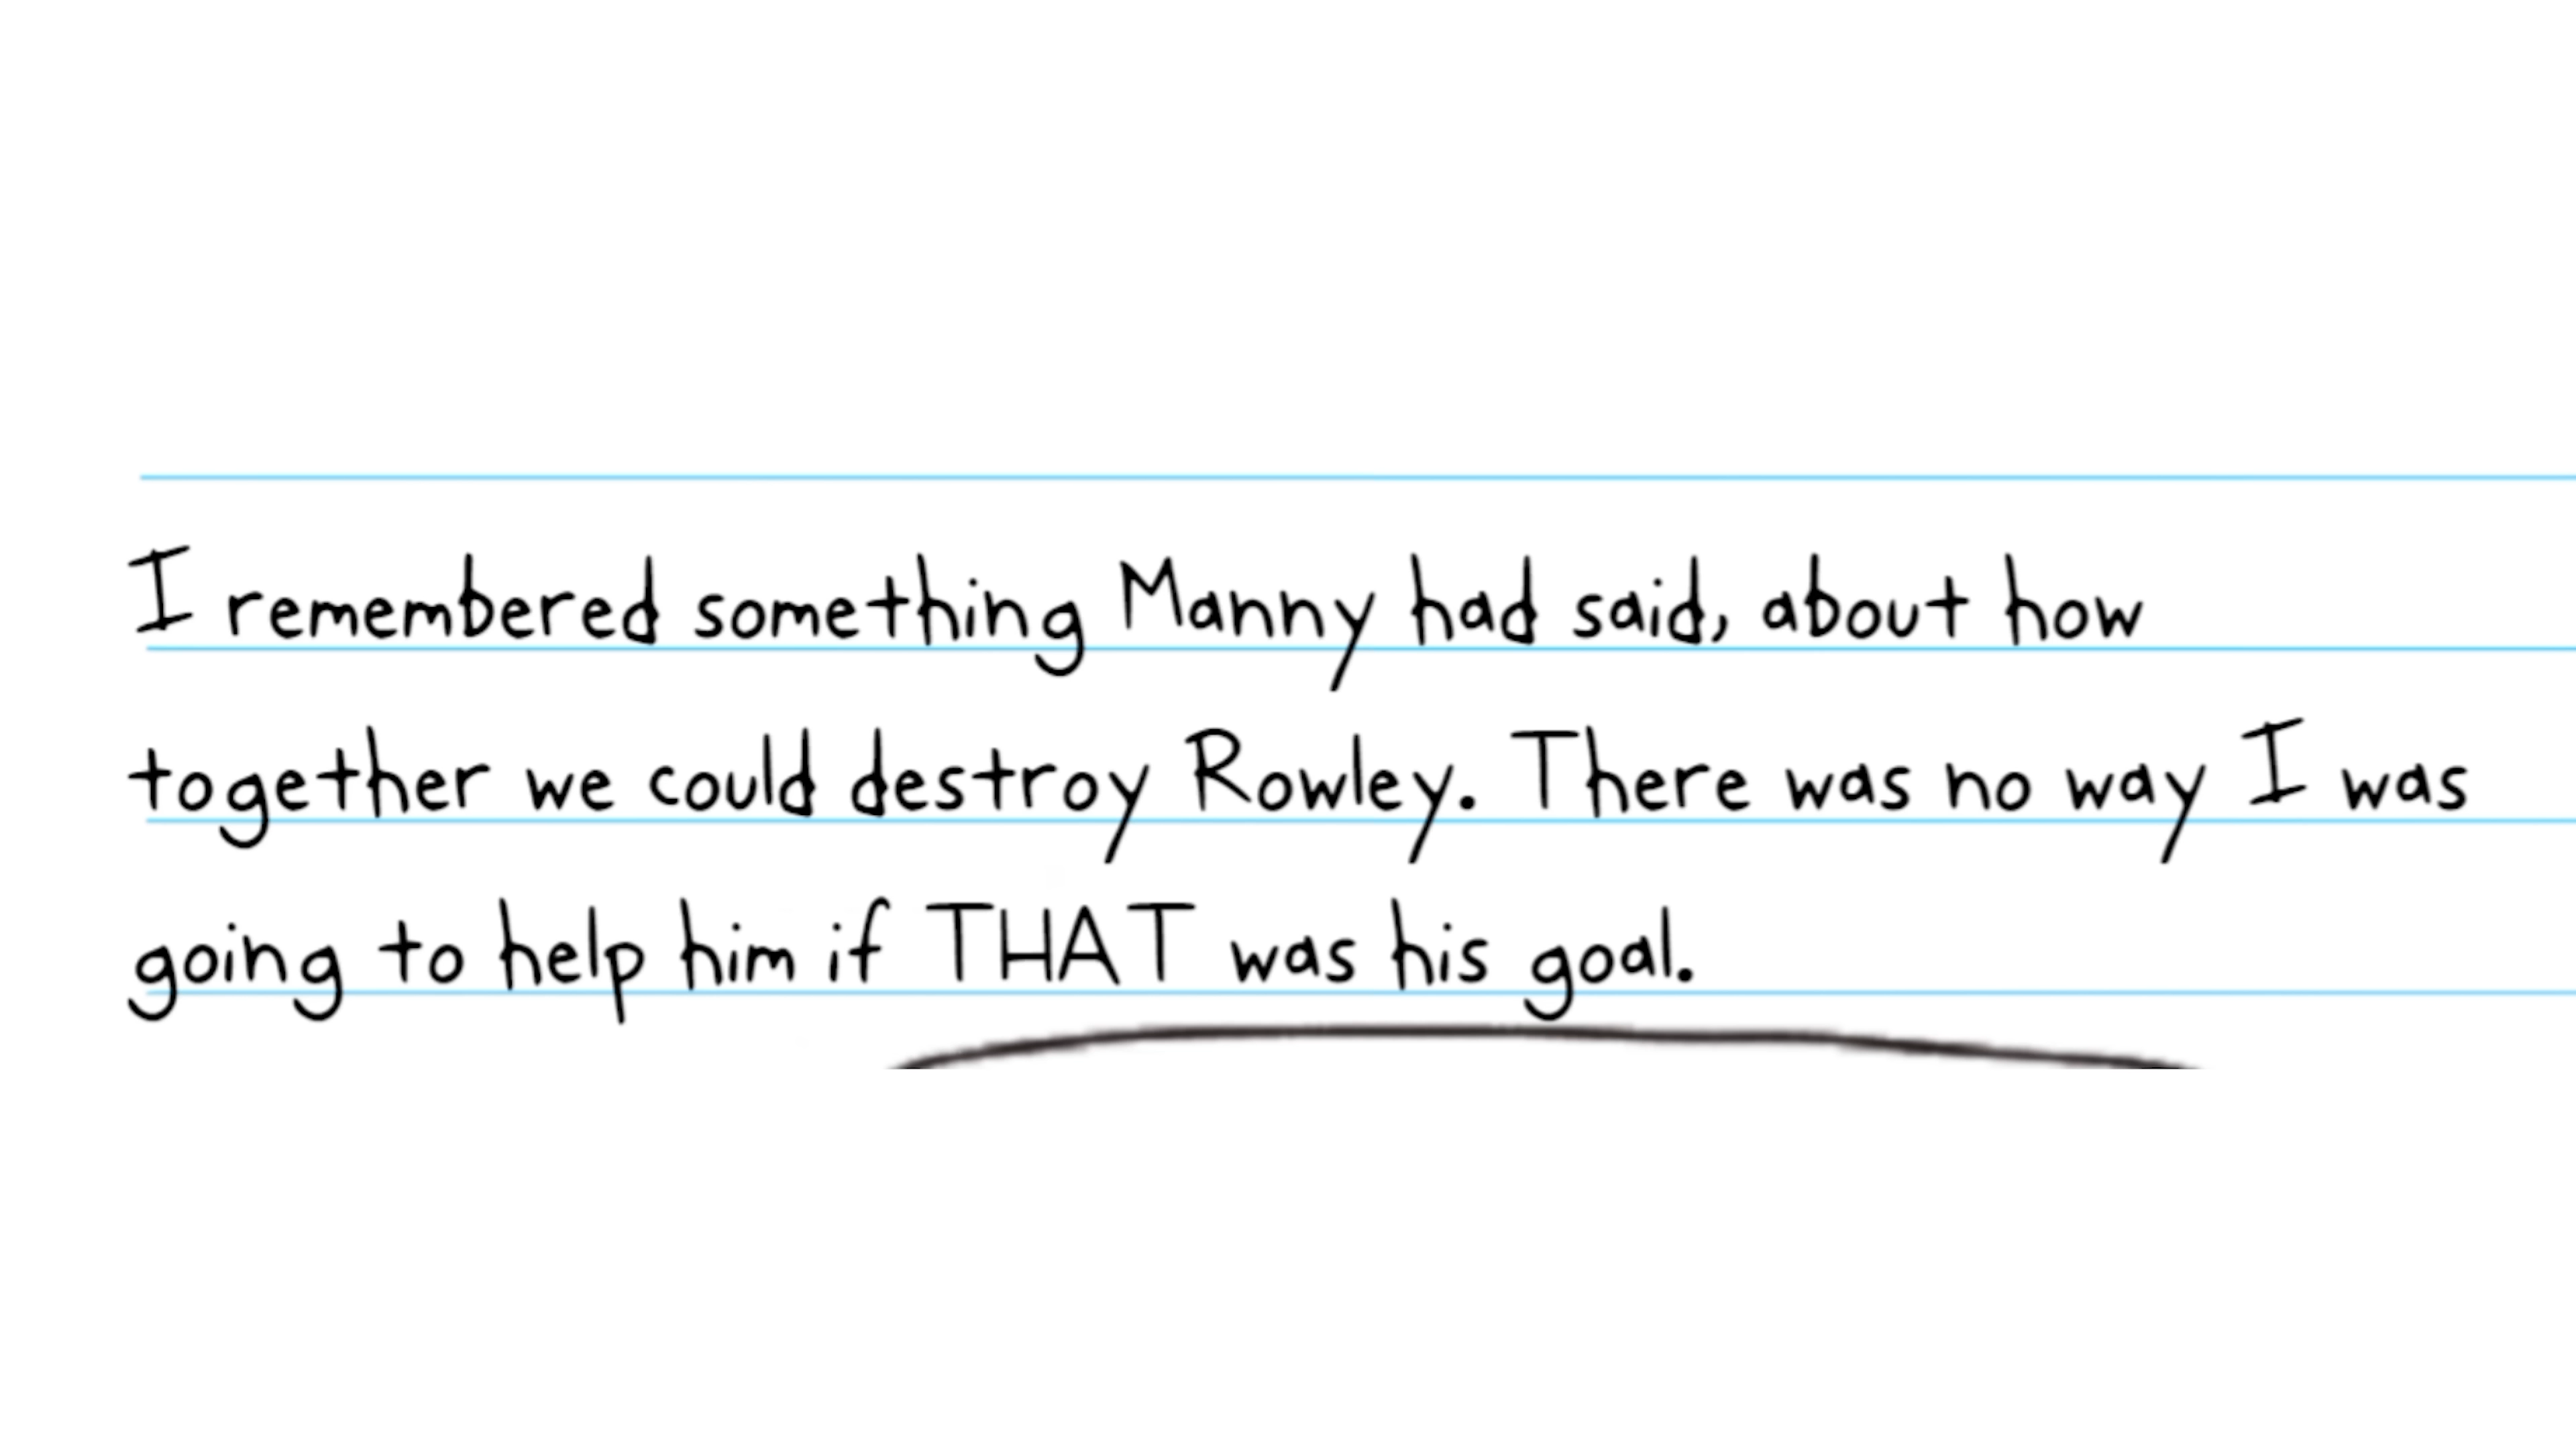 I remembered something Manny had said, about how
together we could destroy Rowley. There was no way I was
going to help him if THAT was his goal.